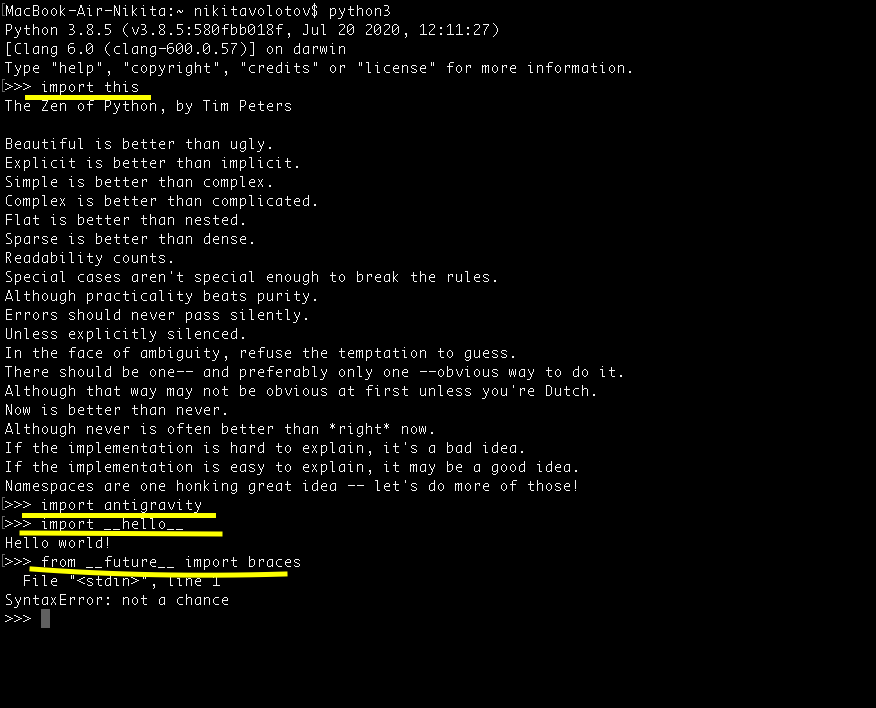 [MacBook-Air-Nikita:~ nikitavolotov$ python3
Python 3.8.5 (v3.8.5:580fbb018f, Jul 20 2020, 12:11:27)
[Clang 6.0 (clang-600.0.57)] on darwin
Type "help", "copyright", "credits" or "license" for more information.
[>>> import this
The Zen of Python, by Tim Peters

Beautiful is better than ugly.
Explicit is better than implicit.
Simple is better than complex.
Complex is better than complicated.
Flat is better than nested.
Sparse is better than dense.
Readability counts.
Special cases aren't special enough to break the rules.
Although practicality beats purity.
Errors should never pass silently.
Unless explicitly silenced.
In the face of ambiguity, refuse the temptation to guess.
There should be one-- and preferably only one --obvious way to do it.
Although that way may not be obvious at first unless you're Dutch.
Now is better than never.
Although never is often better than *right* now.
If the implementation is hard to explain, it's a bad idea.
If the implementation is easy to explain, it may be a good idea.
Namespaces are one honking great idea -- let's do more of those!
[>>> import antigravity
[>>> import __hello__
Hello world!
[>>> from __future__ import braces
  File "<stdin>", line 1
SyntaxError: not a chance
>>>